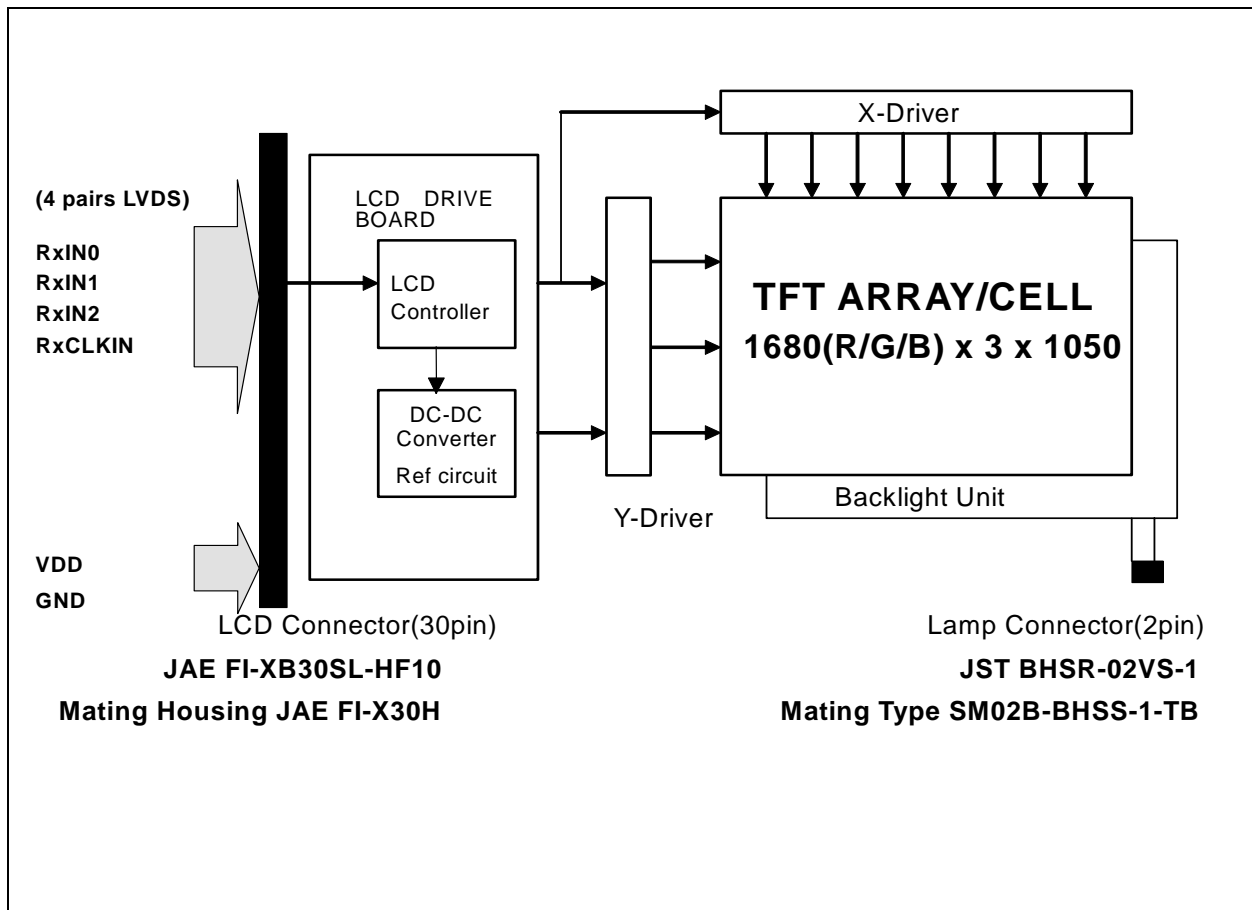 X-Driver
(4 pairs LVDS)
RxIN0
RxIN1
RxIN2
RxCLKIN
VDD
GND
LCD DRIVE
BOARD
LCD
Controller
DC-DC
Converter
Ref circuit
Y-Driver
TFT ARRAY/CELL
1680(R/G/B) x 3 x 1050
Backlight Unit
LCD Connector(30pin)
JAE FI-XB30SL-HF10
Mating Housing JAE FI-X30H
Lamp Connector(2pin)
JST BHSR-02VS-1
Mating Type SM02B-BHSS-1-TB